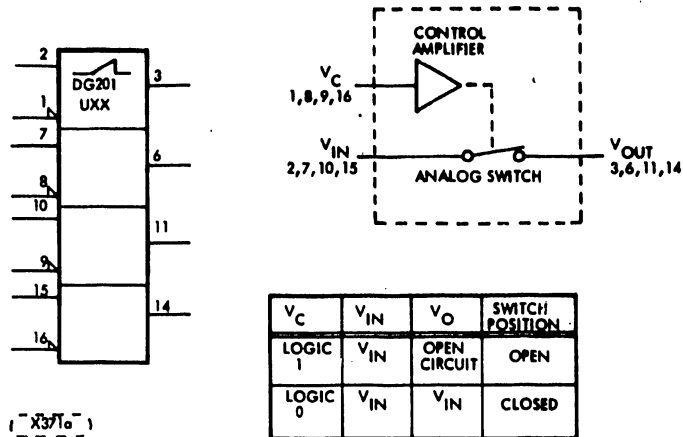 2
DG201
UXX
3
1
7
6
8
10
11
9
15
14
16
( X371a )
CONTROL
AMPLIFIER
VC
1,8,9,16
VIN
2,7,10,15
ANALOG SWITCH
VOUT
3,6,11,14
VC VIN VO SWITCH POSITION
LOGIC 1 VIN OPEN CIRCUIT OPEN
LOGIC 0 VIN VIN CLOSED